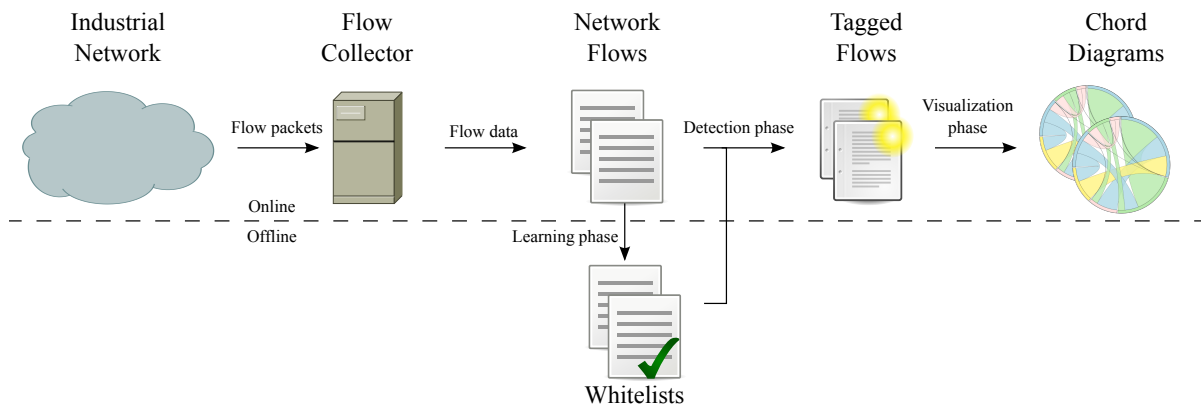 Industrial
Network
Flow
Collector
Network
Flows
Tagged
Flows
Chord
Diagrams
Flow packets
Flow data
Detection phase
Visualization
phase
Online
Offline
Learning phase
Whitelists